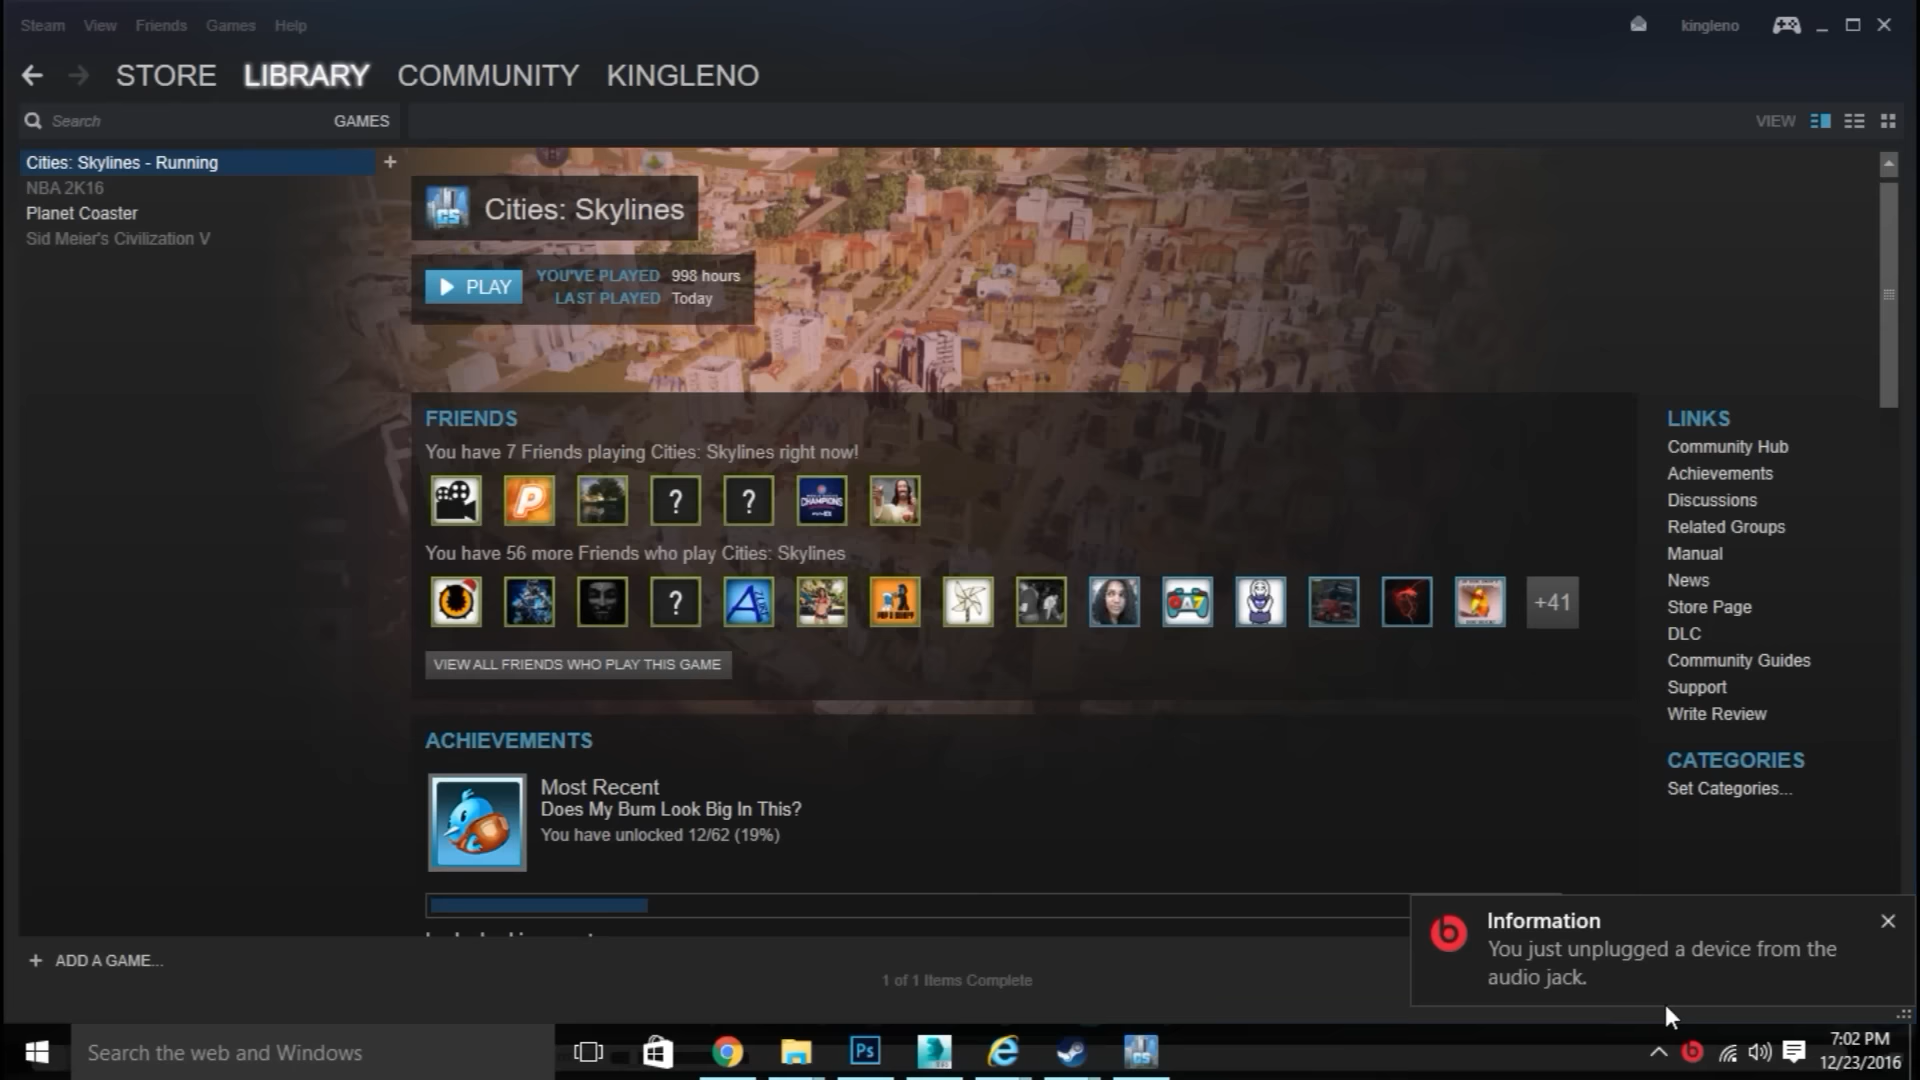 Steam View Friends Games Help
kingleno
STORE LIBRARY COMMUNITY KINGLENO
Search
GAMES
VIEW
Cities: Skylines - Running
NBA 2K16
Planet Coaster
Sid Meier's Civilization V
Cities: Skylines
PLAY
YOU'VE PLAYED 998 hours
LAST PLAYED Today
FRIENDS
You have 7 Friends playing Cities: Skylines right now!
P
?
?
CHAMPIONS
You have 56 more Friends who play Cities: Skylines
?
A
+41
VIEW ALL FRIENDS WHO PLAY THIS GAME
ACHIEVEMENTS
Most Recent
Does My Bum Look Big In This?
You have unlocked 12/62 (19%)
LINKS
Community Hub
Achievements
Discussions
Related Groups
Manual
News
Store Page
DLC
Community Guides
Support
Write Review
CATEGORIES
Set Categories...
ADD A GAME...
1 of 1 Items Complete
Information
You just unplugged a device from the
audio jack.
Search the web and Windows
Ps
7:02 PM
12/23/2016